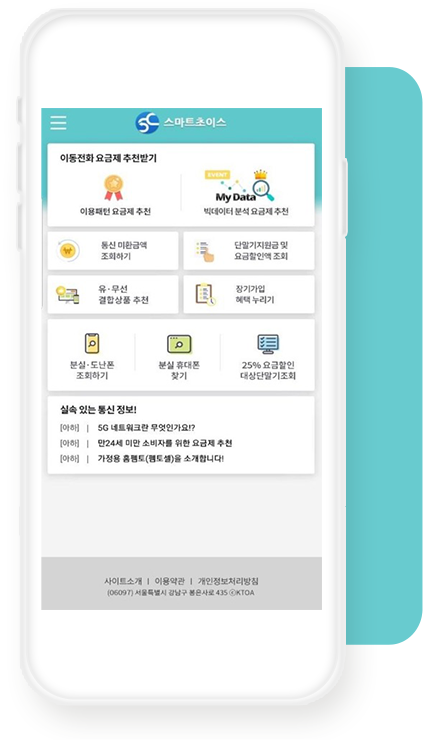 SC 스마트초이스
이동전화 요금제 추천받기
이용패턴 요금제 추천
EVENT
My Data
빅데이터 분석 요금제 추천
통신 미환급액
조회하기
단말기지원금 및
요금할인액 조회
유·무선
결합상품 추천
장기가입
혜택 누리기
분실·도난폰
조회하기
분실 휴대폰
찾기
25% 요금할인
대상단말기조회
실속 있는 통신 정보!
[아하] | 5G 네트워크란 무엇인가요!?
[아하] | 만24세 미만 소비자를 위한 요금제 추천
[아하] | 가정용 홈펨토(펨토셀)을 소개합니다!
사이트소개 | 이용약관 | 개인정보처리방침
(06097) 서울특별시 강남구 봉은사로 435 ⓒKTOA